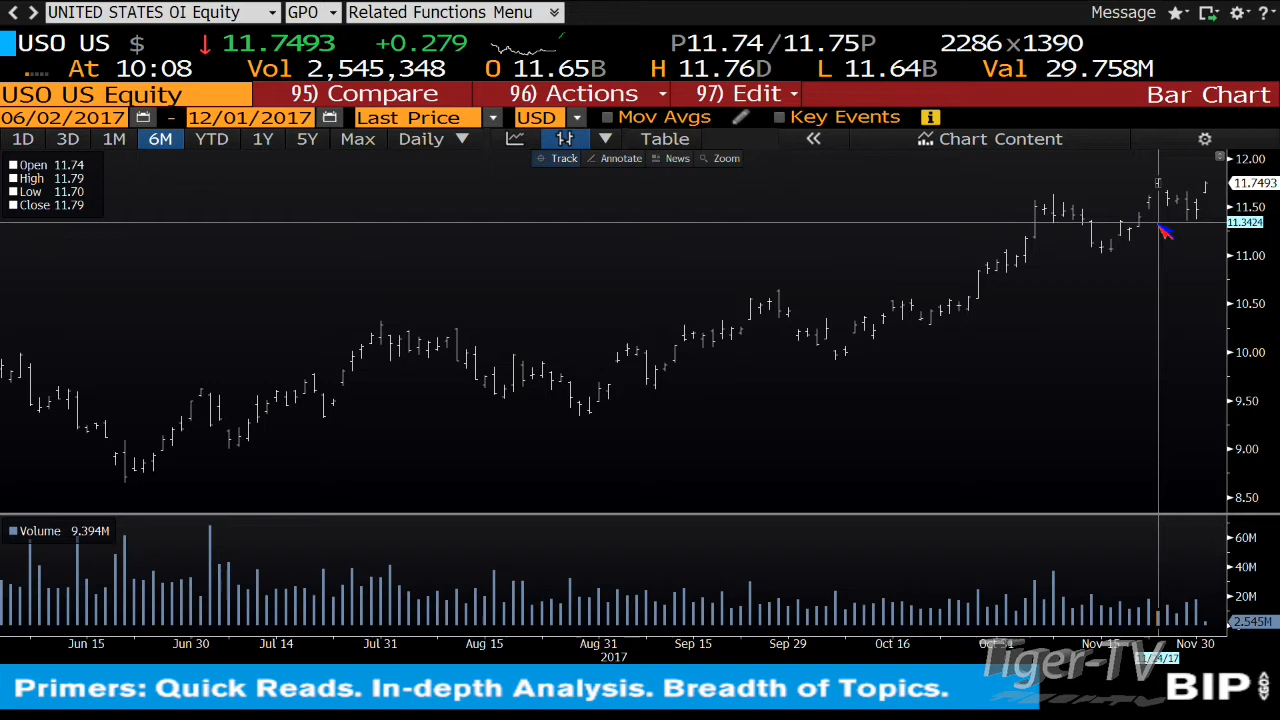 UNITED STATES OI Equity GPO Related Functions Menu Message
USO US $ 11.7493 +0.279 P11.74/11.75P 2286x1390
At 10:08 Vol 2,545,348 O 11.65B H 11.76D L 11.64B Val 29.758M
USO US Equity 95) Compare 96) Actions 97) Edit Bar Chart
06/02/2017 - 12/01/2017 Last Price USD Mov Avgs Key Events
1D 3D 1M 6M YTD 1Y 5Y Max Daily Table Chart Content
Track Annotate News Zoom
Open 11.74
High 11.79
Low 11.70
Close 11.79
12.00
11.7493
11.50
11.3424
11.00
10.50
10.00
9.50
9.00
8.50
Volume 9.394M
60M
40M
20M
2.545M
Jun 15 Jun 30 Jul 14 Jul 31 Aug 15 Aug 31 Sep 15 Sep 29 Oct 16 Oct 31 Nov 15 Nov 30
2017 11/24/17
Tiger-TV
Primers: Quick Reads. In-depth Analysis. Breadth of Topics.
BIP